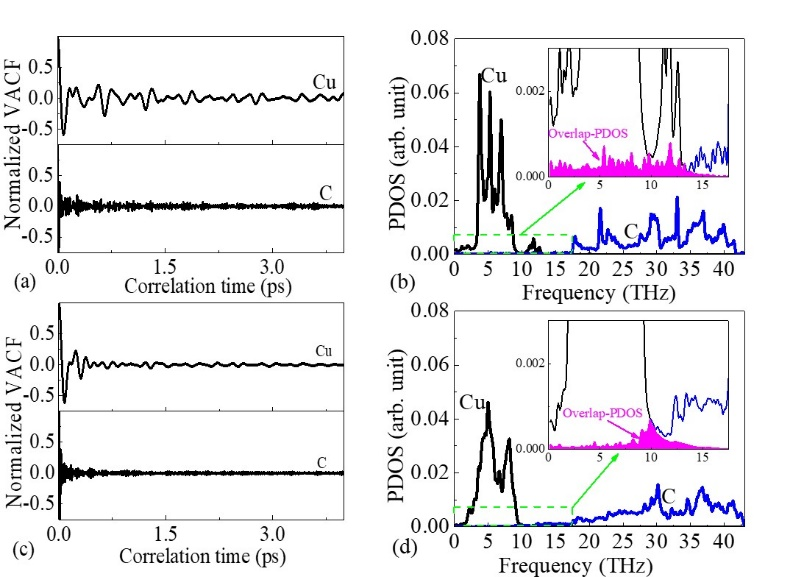 Normalized VACF
0.5
0.0
-0.5
Cu
0.5
0.0
-0.5
C
0.0 1.5 3.0
(a) Correlation time (ps)
PDOS (arb. unit)
0.08
0.06
0.04
0.02
0.00
Cu
C
0.002
0.000
Overlap-PDOS
0 5 10 15
0 5 10 15 20 25 30 35 40
(b) Frequency (THz)
Normalized VACF
0.5
0.0
-0.5
Cu
0.5
0.0
-0.5
C
0.0 1.5 3.0
(c) Correlation time (ps)
PDOS (arb. unit)
0.08
0.06
0.04
0.02
0.00
Cu
C
0.002
0.000
Overlap-PDOS
0 5 10 15
0 5 10 15 20 25 30 35 40
(d) Frequency (THz)